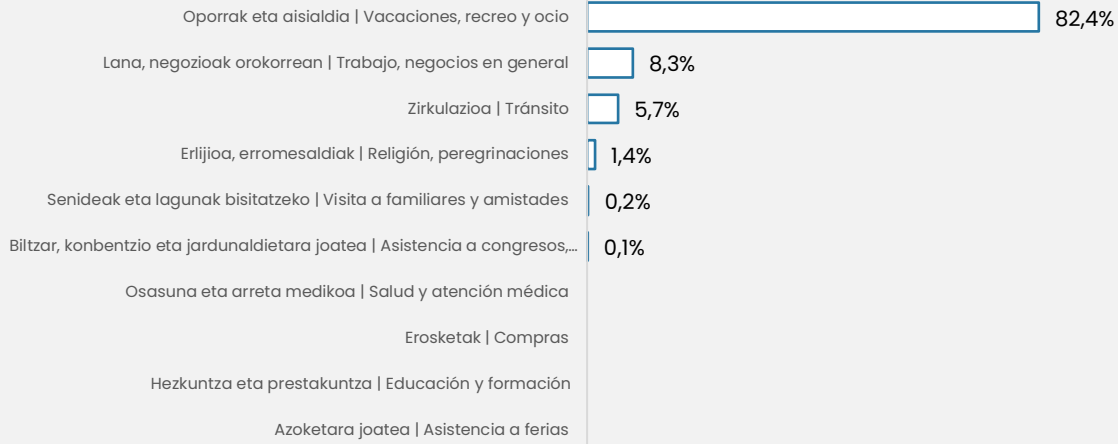 Oporrak eta aisialdia | Vacaciones, recreo y ocio 82,4%
Lana, negozioak orokorrean | Trabajo, negocios en general 8,3%
Zirkulazioa | Tránsito 5,7%
Erlijioa, erromesaldiak | Religión, peregrinaciones 1,4%
Senideak eta lagunak bisitatzeko | Visita a familiares y amistades 0,2%
Biltzar, konbentzio eta jardunaldietara joatea | Asistencia a congresos,... 0,1%
Osasuna eta arreta medikoa | Salud y atención médica
Erosketak | Compras
Hezkuntza eta prestakuntza | Educación y formación
Azoketara joatea | Asistencia a ferias